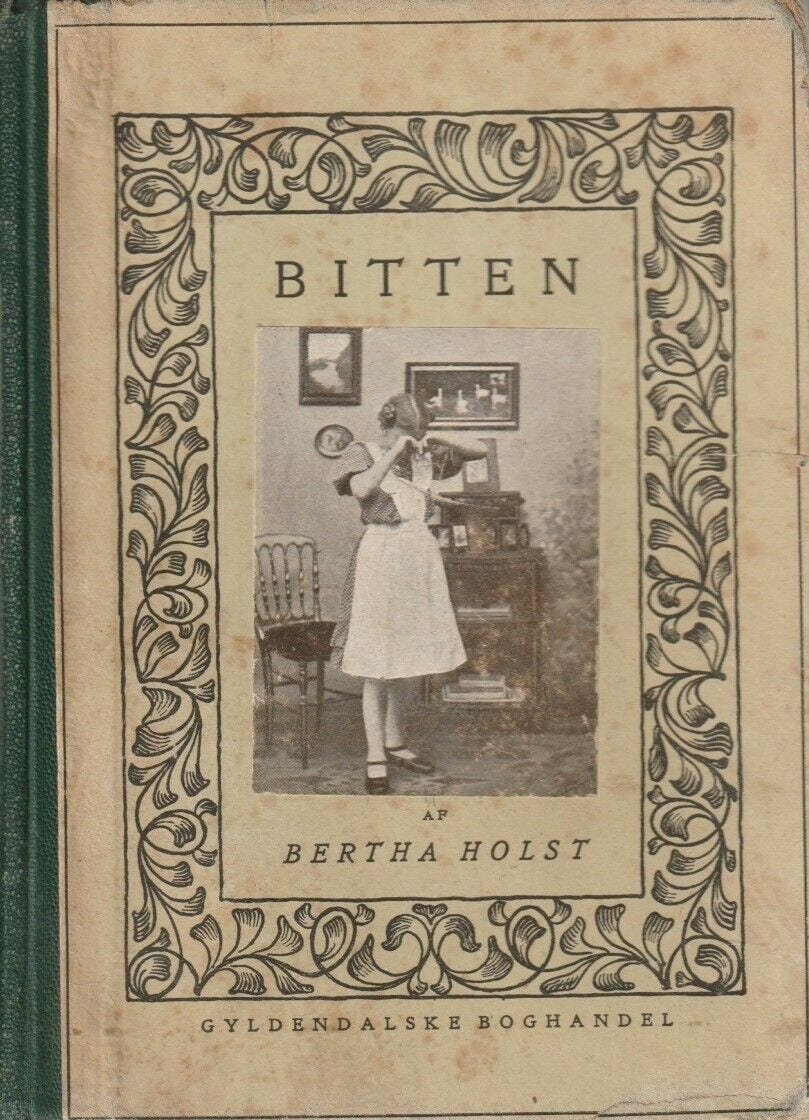 BITTEN
AF
BERTHA HOLST
GYLDENDALSKE BOGHANDEL